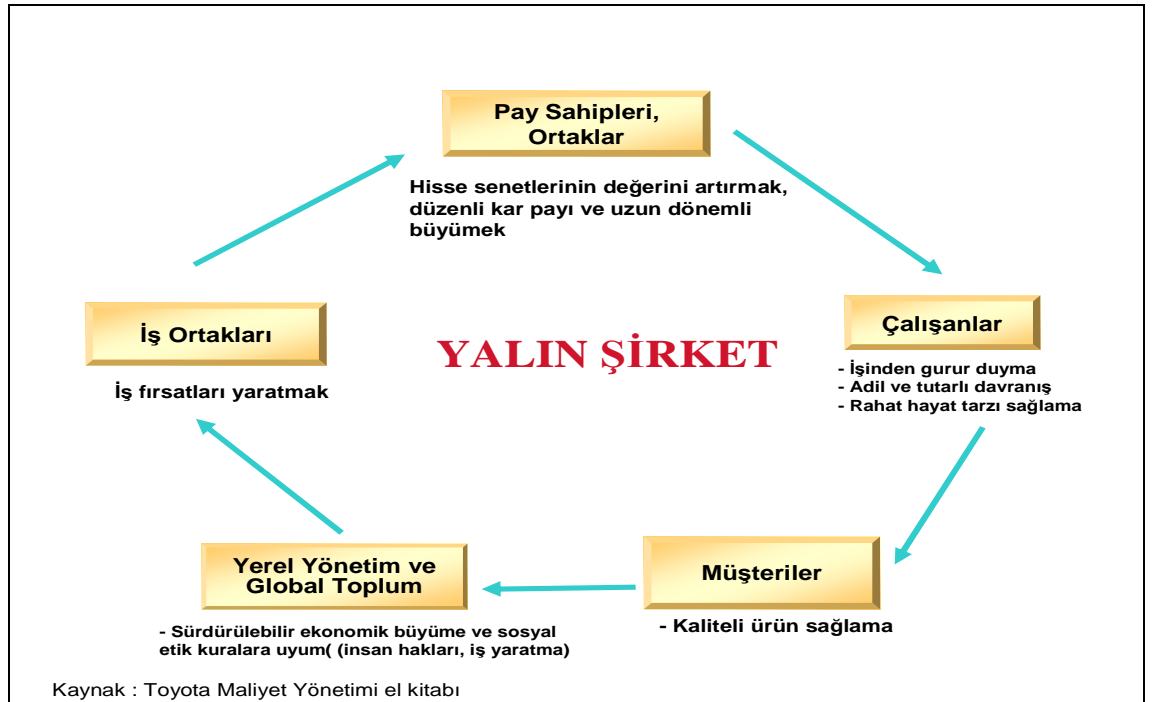 Pay Sahipleri,
Ortaklar
Hisse senetlerinin değerini artırmak,
düzenli kar payı ve uzun dönemli
büyümek
İş Ortakları
İş fırsatları yaratmak
YALIN ŞİRKET
Çalışanlar
- İşinden gurur duyma
- Adil ve tutarlı davranış
- Rahat hayat tarzı sağlama
Yerel Yönetim ve
Global Toplum
- Sürdürülebilir ekonomik büyüme ve sosyal
etik kuralara uyum( (insan hakları, iş yaratma)
Müşteriler
- Kaliteli ürün sağlama
Kaynak : Toyota Maliyet Yönetimi el kitabı